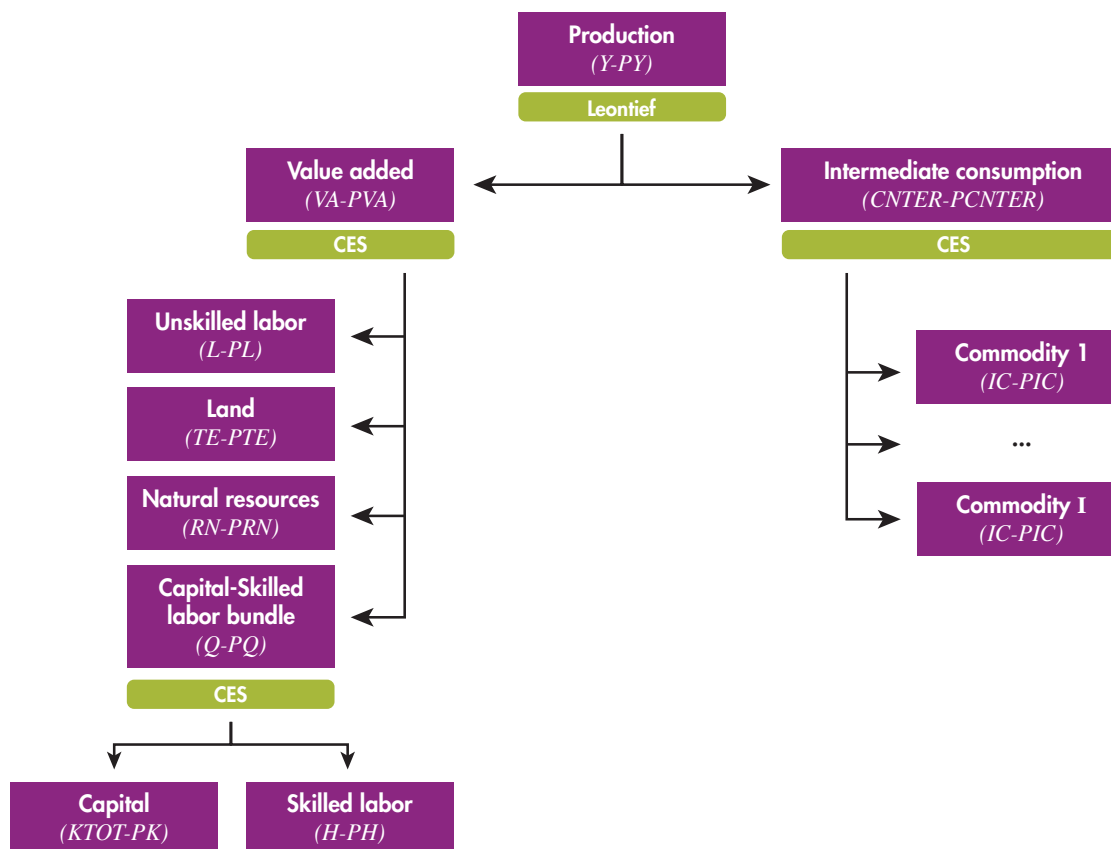 Production
(Y-PY)
Leontief
Value added
(VA-PVA)
CES
Intermediate consumption
(CNTER-PCNTER)
CES
Unskilled labor
(L-PL)
Land
(TE-PTE)
Natural resources
(RN-PRN)
Capital-Skilled
labor bundle
(Q-PQ)
CES
Capital
(KTOT-PK)
Skilled labor
(H-PH)
Commodity 1
(IC-PIC)
...
Commodity I
(IC-PIC)